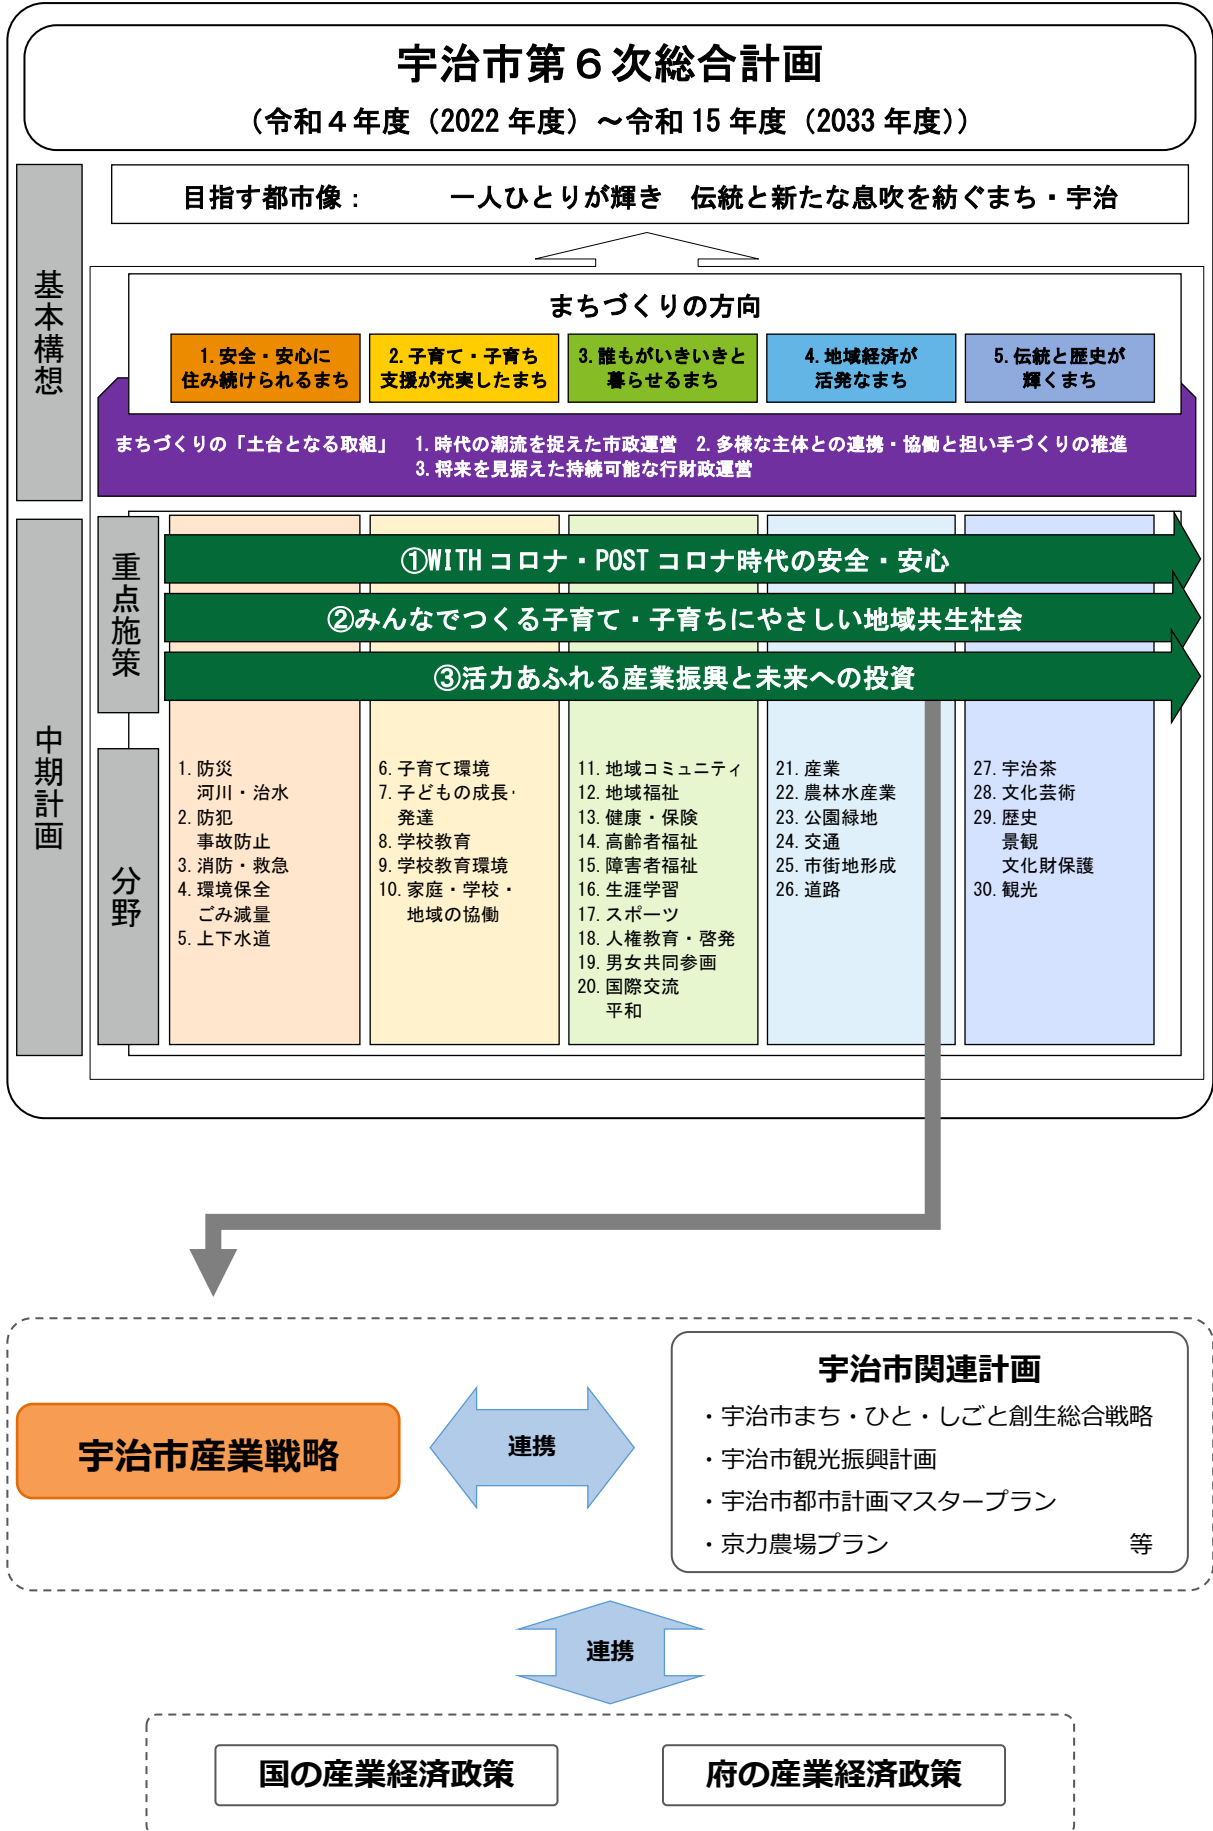 宇治市第６次総合計画
（令和４年度（2022 年度）～令和 15 年度（2033 年度））
基本構想
目指す都市像：　一人ひとりが輝き　伝統と新たな息吹を紡ぐまち・宇治
まちづくりの方向
1. 安全・安心に
住み続けられるまち
2. 子育て・子育ち
支援が充実したまち
3. 誰もがいきいきと
暮らせるまち
4. 地域経済が
活発なまち
5. 伝統と歴史が
輝くまち
まちづくりの「土台となる取組」　1. 時代の潮流を捉えた市政運営　2. 多様な主体との連携・協働と担い手づくりの推進
3. 将来を見据えた持続可能な行財政運営
中期計画
重点施策
①WITH コロナ・POST コロナ時代の安全・安心
②みんなでつくる子育て・子育ちにやさしい地域共生社会
③活力あふれる産業振興と未来への投資
分野
1. 防災
河川・治水
2. 防犯
事故防止
3. 消防・救急
4. 環境保全
ごみ減量
5. 上下水道
6. 子育て環境
7. 子どもの成長・
発達
8. 学校教育
9. 学校教育環境
10. 家庭・学校・
地域の協働
11. 地域コミュニティ
12. 地域福祉
13. 健康・保険
14. 高齢者福祉
15. 障害者福祉
16. 生涯学習
17. スポーツ
18. 人権教育・啓発
19. 男女共同参画
20. 国際交流
平和
21. 産業
22. 農林水産業
23. 公園緑地
24. 交通
25. 市街地形成
26. 道路
27. 宇治茶
28. 文化芸術
29. 歴史
景観
文化財保護
30. 観光
宇治市産業戦略
連携
宇治市関連計画
・宇治市まち・ひと・しごと創生総合戦略
・宇治市観光振興計画
・宇治市都市計画マスタープラン
・京力農場プラン　等
連携
国の産業経済政策
府の産業経済政策